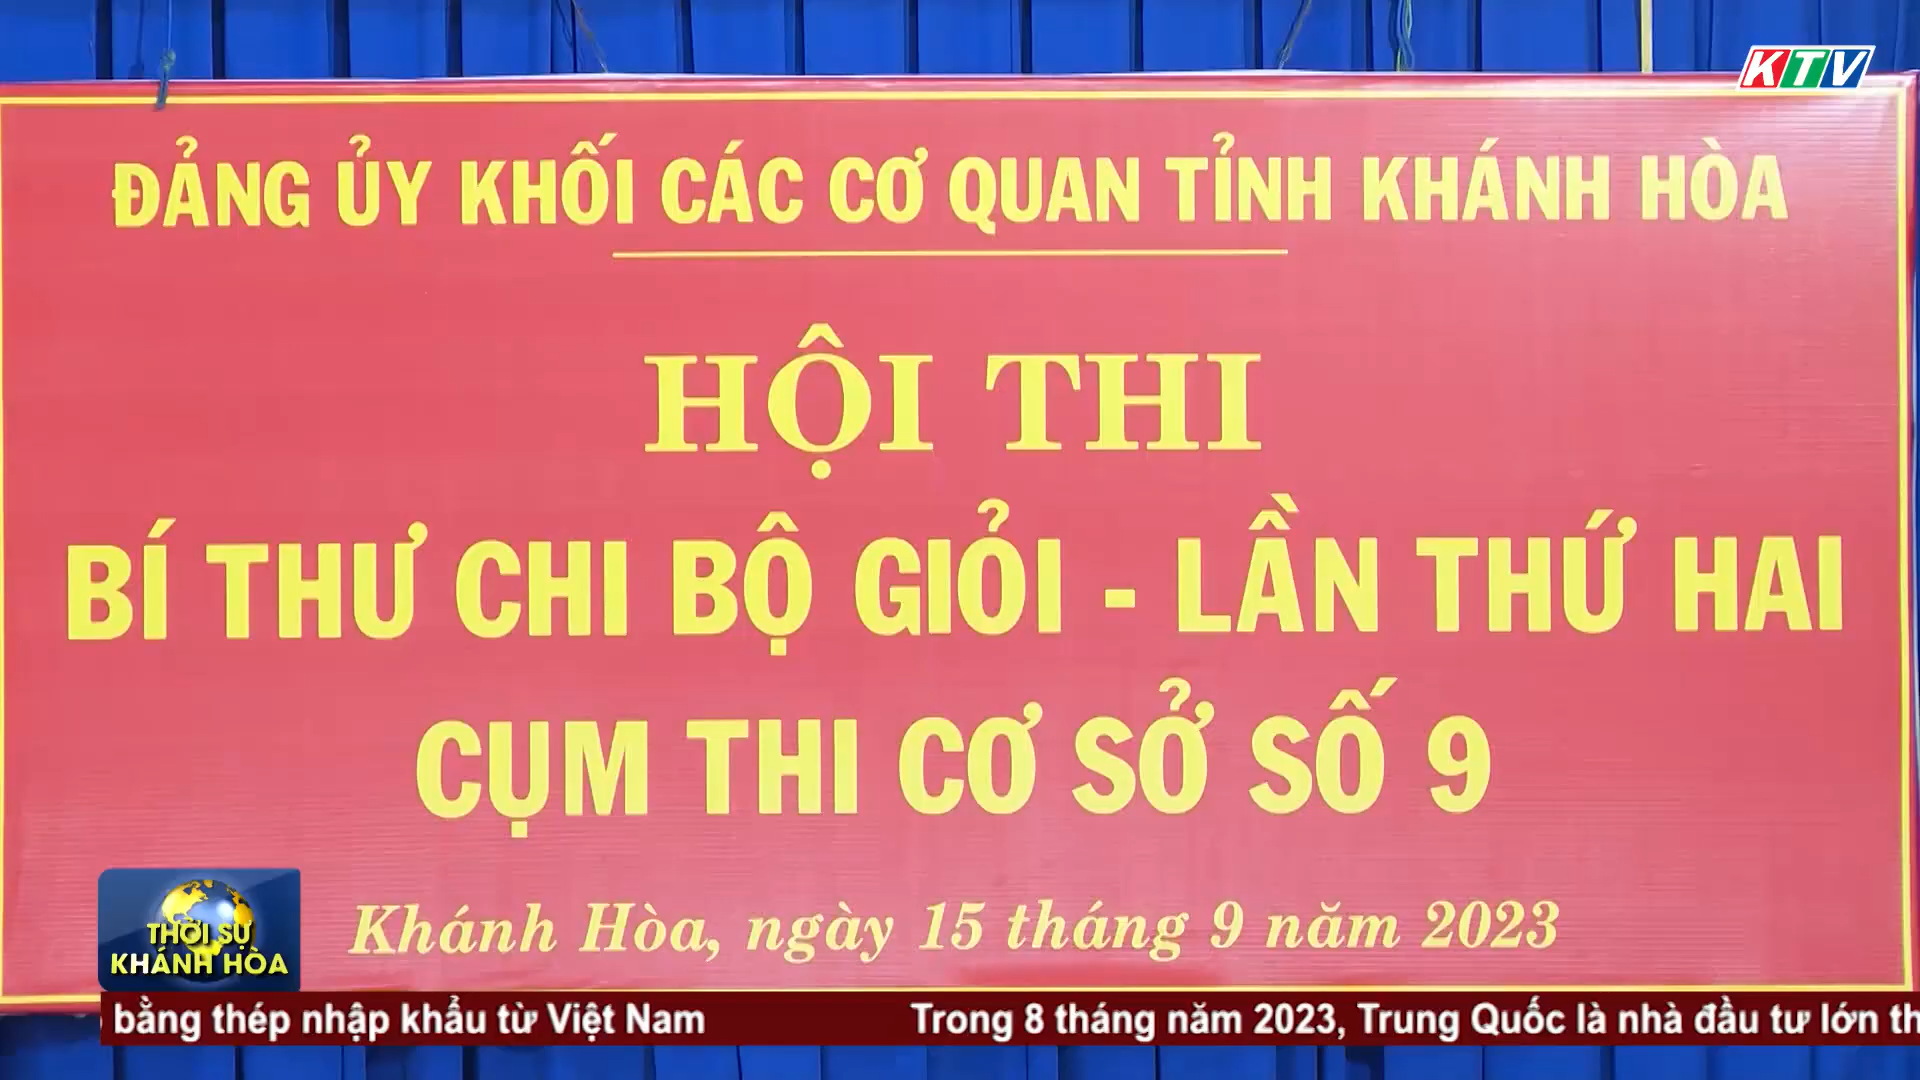 KTV
ĐẢNG ỦY KHỐI CÁC CƠ QUAN TỈNH KHÁNH HÒA
HỘI THI
BÍ THƯ CHI BỘ GIỎI - LẦN THỨ HAI
CỤM THI CƠ SỞ SỐ 9
Khánh Hòa, ngày 15 tháng 9 năm 2023
THỜI SỰ
KHÁNH HÒA
bằng thép nhập khẩu từ Việt Nam Trong 8 tháng năm 2023, Trung Quốc là nhà đầu tư lớn th